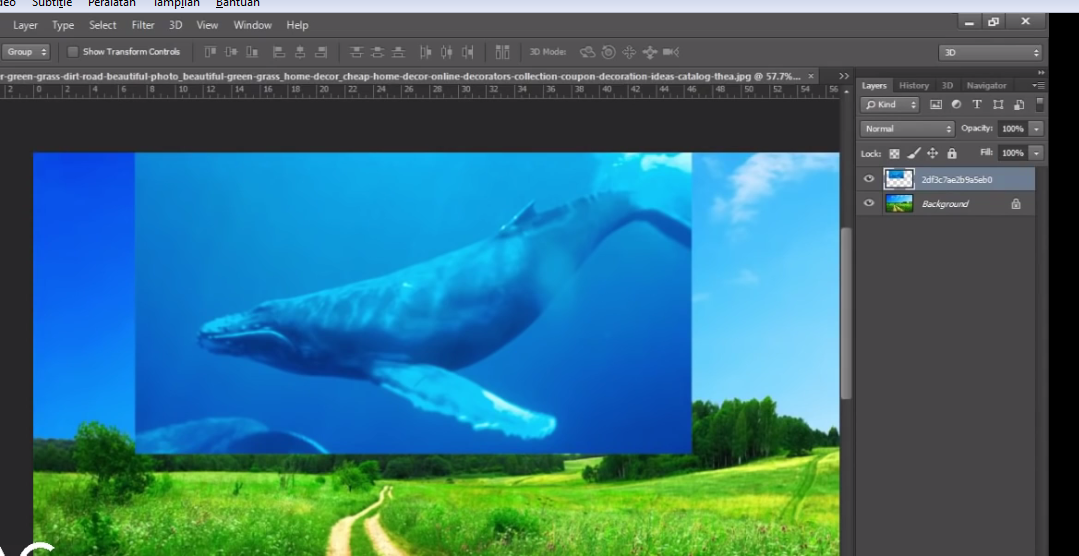 deo Subtitle Peralatan Tampilan Bantuan
Layer Type Select Filter 3D View Window Help
Group Show Transform Controls 3D Mode: 3D
r-green-grass-dirt-road-beautiful-photo_beautiful-green-grass_home-decor_cheap-home-decor-online-decorators-collection-coupon-decoration-ideas-catalog-thea.jpg @ 57.7%... ×
2 0 2 4 6 8 10 12 14 16 18 20 22 24 26 28 30 32 34 36 38 40 42 44 46 48 50 52 54 56
Layers History 3D Navigator
Kind
Normal Opacity: 100%
Lock: Fill: 100%
2df3c7ae2b9a5eb0
Background